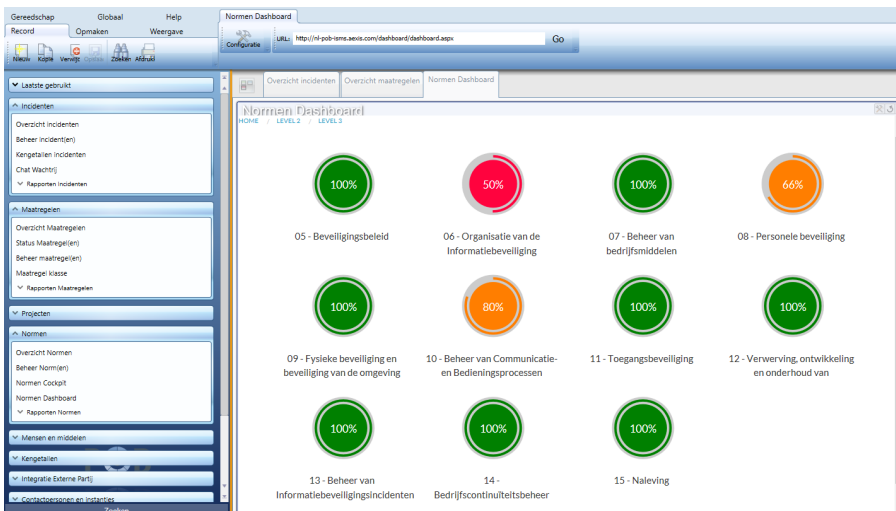 Gereedschap Globaal Help
Record Opmaken Weergave
Nieuw Kopie Verwijt Opslaan Zoeken Afdrukl
Normen Dashboard
Configuratie
URL: http://nl-pob-isms.aexis.com/dashboard/dashboard.aspx Go
Laatste gebruikt
Incidenten
Overzicht incidenten
Beheer incident(en)
Kengetallen incidenten
Chat Wachtrij
Rapporten incidenten
Maatregelen
Overzicht Maatregelen
Status Maatregel(en)
Beheer maatregel(en)
Maatregel klasse
Rapporten Maatregelen
Projecten
Normen
Overzicht Normen
Beheer Norm(en)
Normen Cockpit
Normen Dashboard
Rapporten Normen
Mensen en middelen
Kengetallen
Integratie Externe Partij
Contactpersonen en instanties
Zoeken
Overzicht incidenten Overzicht maatregelen Normen Dashboard
Normen Dashboard
HOME / LEVEL 2 / LEVEL 3
100% 50% 100% 66%
05 - Beveiligingsbeleid 06 - Organisatie van de 07 - Beheer van 08 - Personele beveiliging
Informatiebeveiliging bedrijfsmiddelen
100% 80% 100% 100%
09 - Fysieke beveiliging en 10 - Beheer van Communicatie- 11 - Toegangsbeveiliging 12 - Verwerving, ontwikkeling
beveiliging van de omgeving en Bedieningsprocessen en onderhoud van
100% 100% 100%
13 - Beheer van 14 - 15 - Naleving
Informatiebeveiligingsincidenten Bedrijfscontinuïteitsbeheer